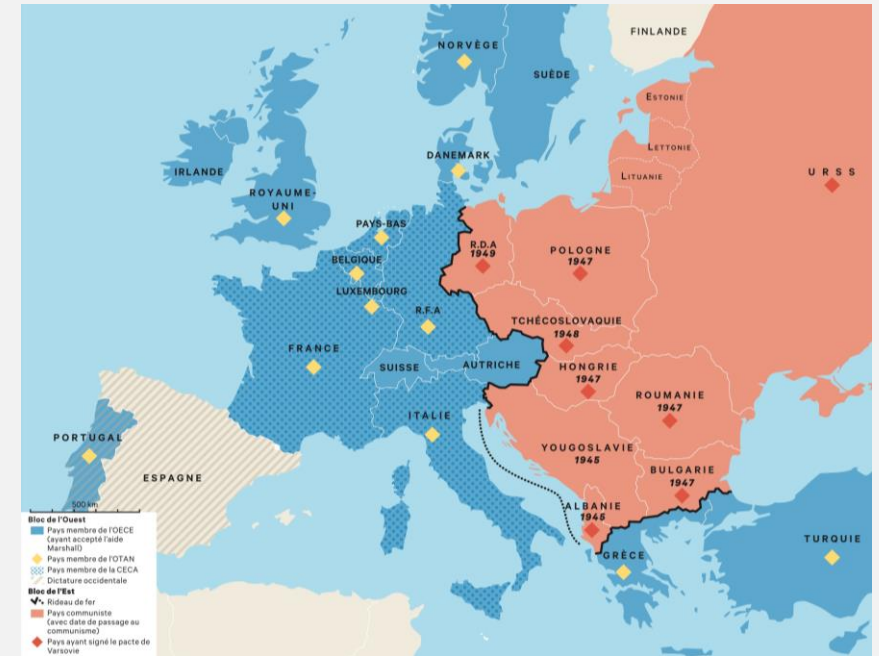 FINLANDE
NORVÈGE
SUÈDE
ESTONIE
LETTONIE
LITUANIE
URSS
DANEMARK
IRLANDE
ROYAUME-
UNI
PAYS-BAS
BELGIQUE
LUXEMBOURG
R.F.A
R.D.A
1949
POLOGNE
1947
TCHÉCOSLOVAQUIE
1948
FRANCE
SUISSE
AUTRICHE
HONGRIE
1947
ROUMANIE
1947
ITALIE
YOUGOSLAVIE
1945
BULGARIE
1947
ALBANIE
1945
PORTUGAL
ESPAGNE
GRÈCE
TURQUIE
500 km
Bloc de l'Ouest
Pays membre de l'OECE
(ayant accepté l'aide
Marshall)
Pays membre de l'OTAN
Pays membre de la CECA
Dictature occidentale
Bloc de l'Est
Rideau de fer
Pays communiste
(avec date de passage au
communisme)
Pays ayant signé le pacte de
Varsovie